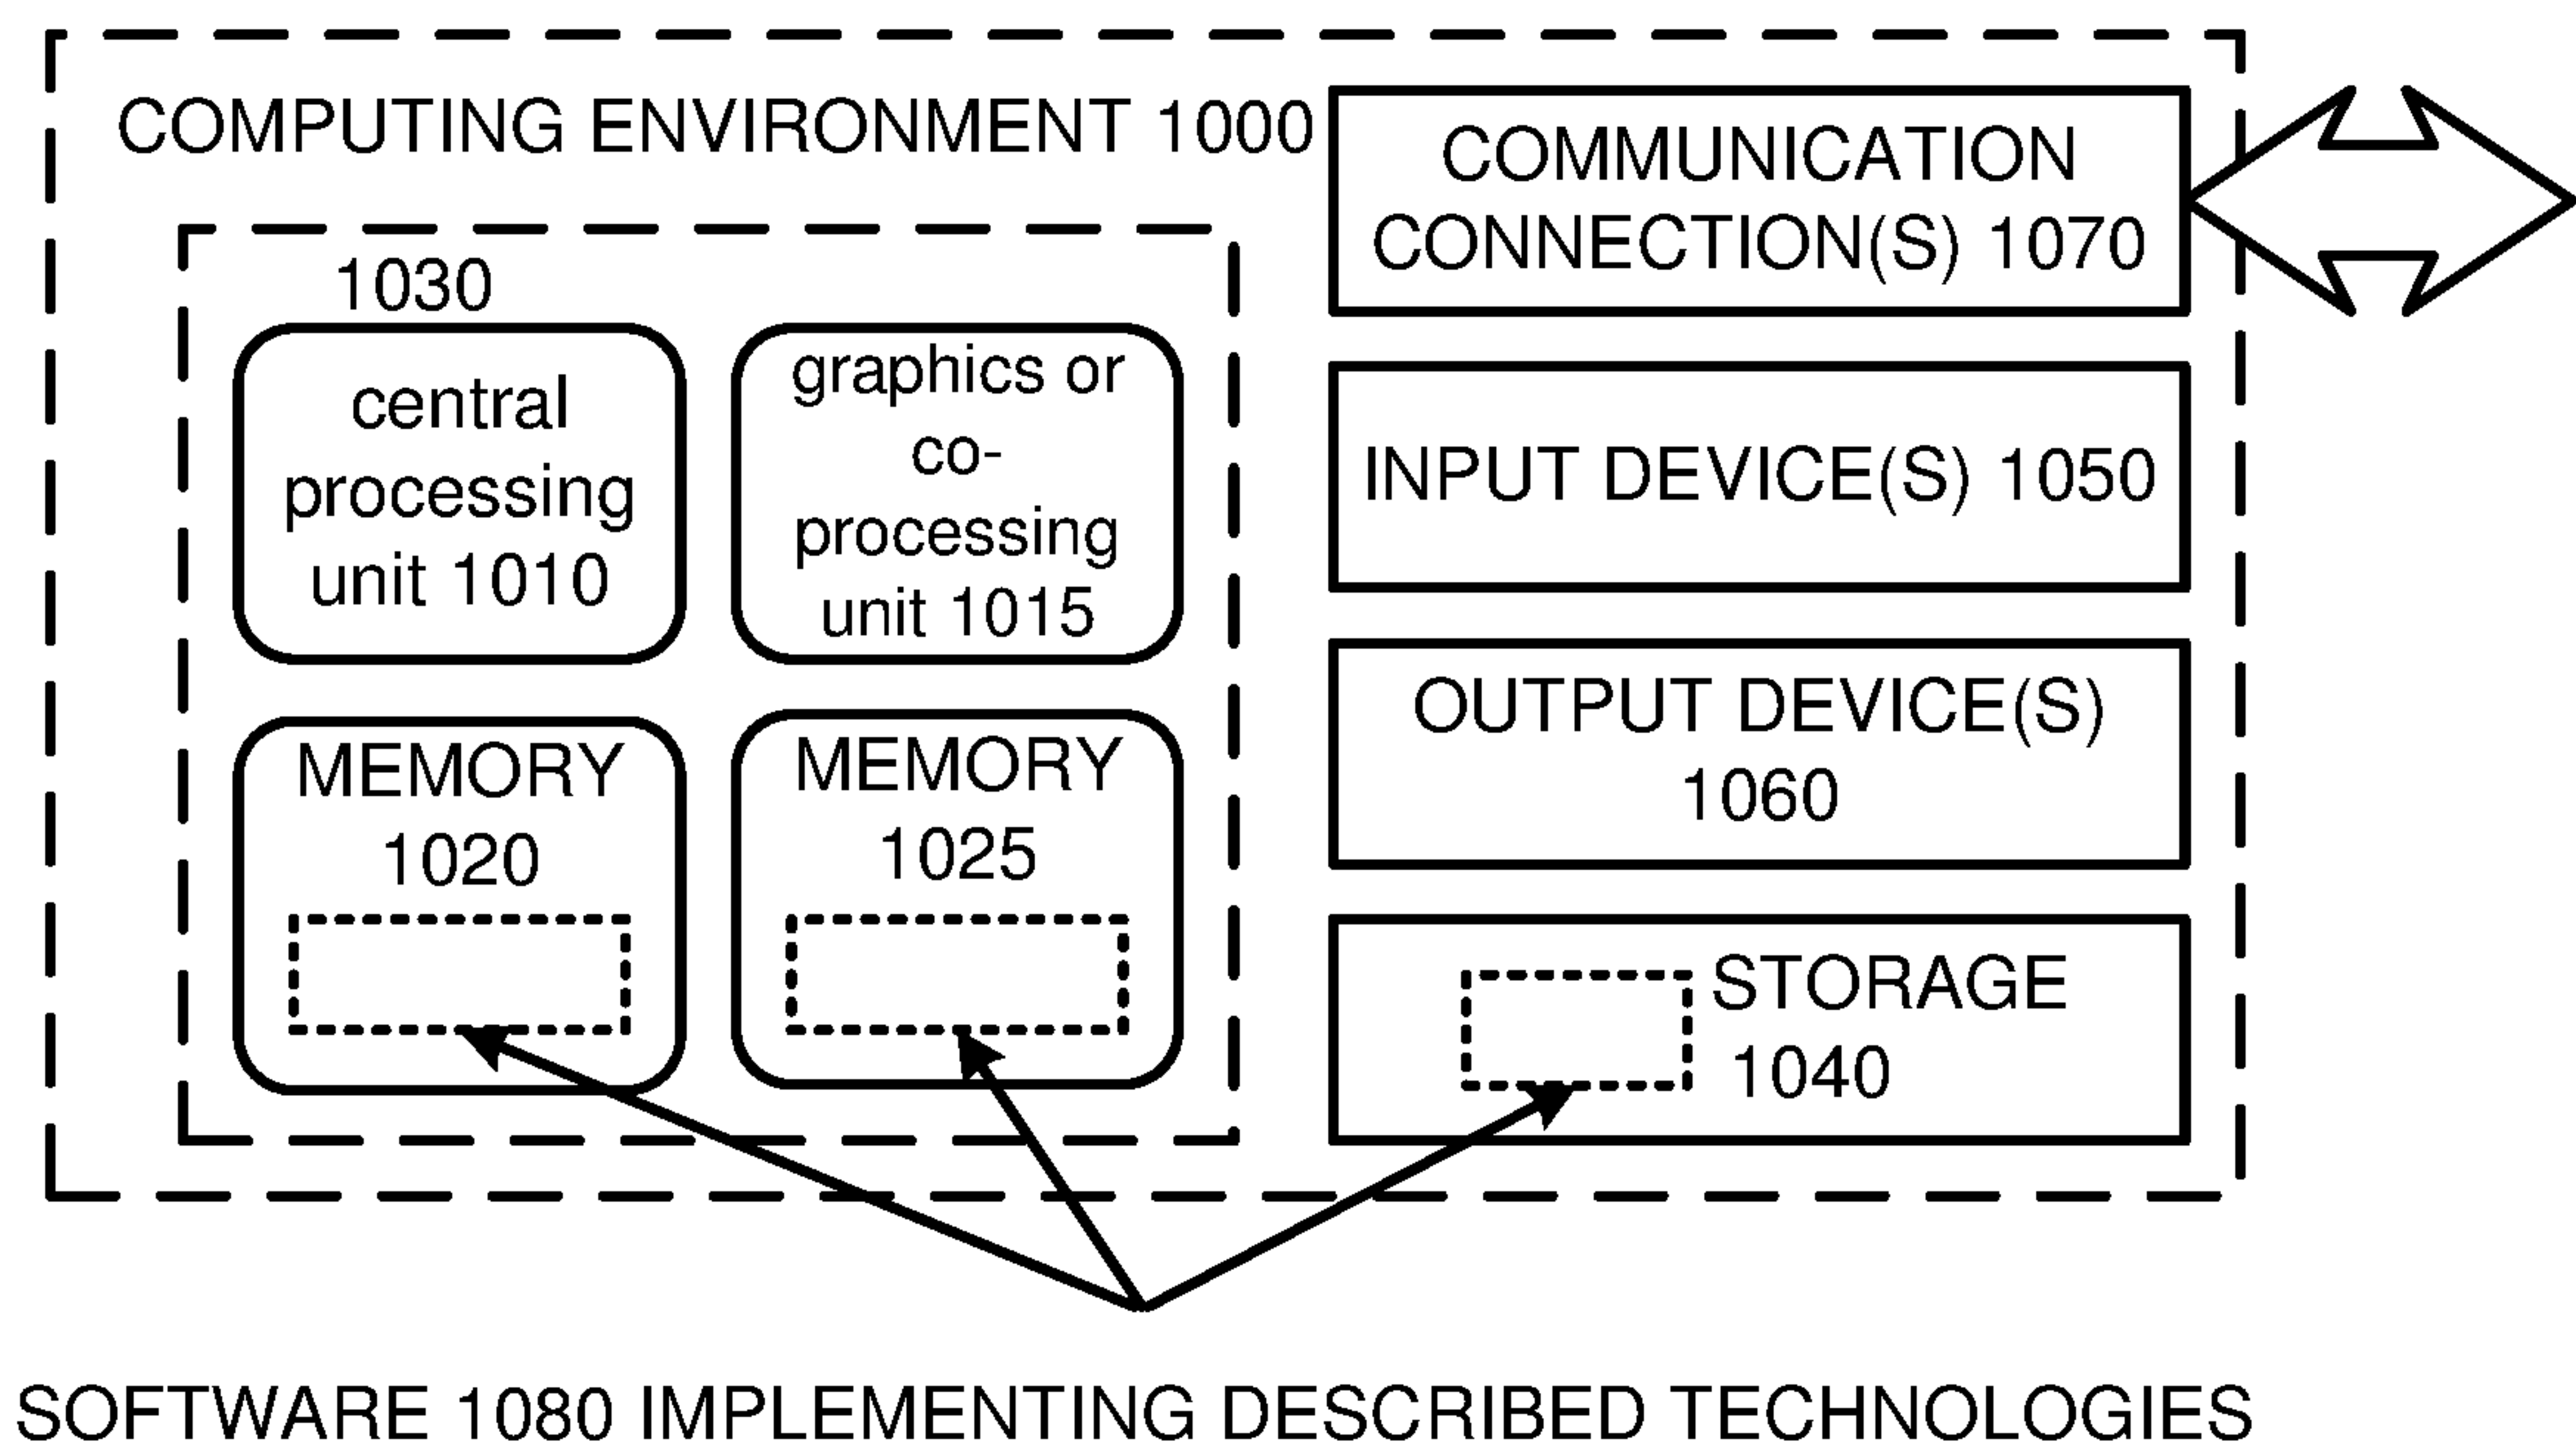 COMPUTING ENVIRONMENT 1000
1030
central
processing
unit 1010
graphics or
co-
processing
unit 1015
MEMORY
1020
MEMORY
1025
COMMUNICATION
CONNECTION(S) 1070
INPUT DEVICE(S) 1050
OUTPUT DEVICE(S)
1060
STORAGE
1040
SOFTWARE 1080 IMPLEMENTING DESCRIBED TECHNOLOGIES